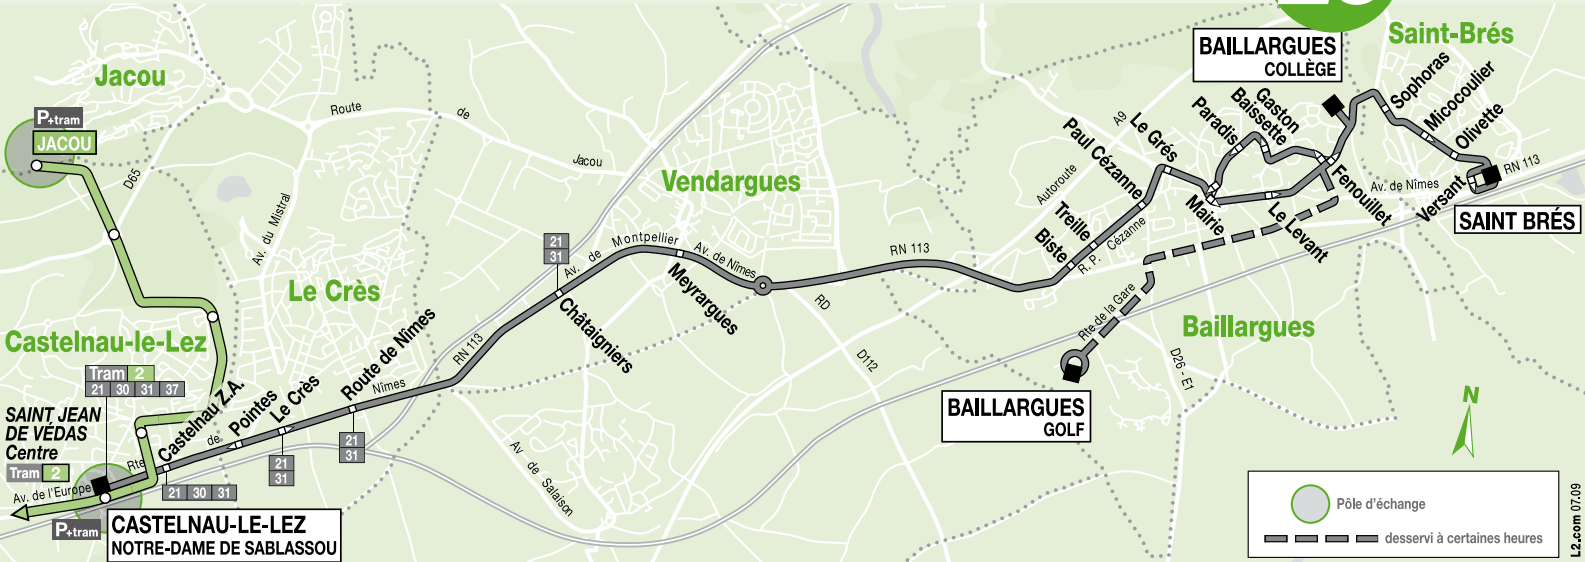 BAILLARGUES
COLLÈGE
Saint-Brés
Jacou
P+tram
JACOU
Route
de
Jacou
D65
Av. du Mistral
Vendargues
Le Crès
Castelnau-le-Lez
Tram 2
21 30 31 37
SAINT JEAN
DE VÉDAS
Centre
Tram 2
Av. de l'Europe
P+tram
CASTELNAU-LE-LEZ
NOTRE-DAME DE SABLASSOU
Rte
de
Nîmes
Castelnau Z.A.
21 30 31
Pointes
Le Crès
21
31
Route de Nîmes
21
31
RN 113
21
31
Châtaigniers
Av. de Montpellier
Meyrargues
Av. de Nîmes
Av de Salaison
RD
D112
RN 113
Biste
Treille
R. P. Cézanne
Paul Cézanne
Autoroute
A9
Le Grés
Mairie
Paradis
Gaston
Baissette
Le
Levant
Fenouillet
Sophoras
Micocoulier
Olivette
Versant
Av. de Nîmes
RN 113
SAINT BRÉS
Rte de la Gare
D26 - E1
Baillargues
BAILLARGUES
GOLF
N
Pôle d'échange
desservi à certaines heures
L2.com 07.09